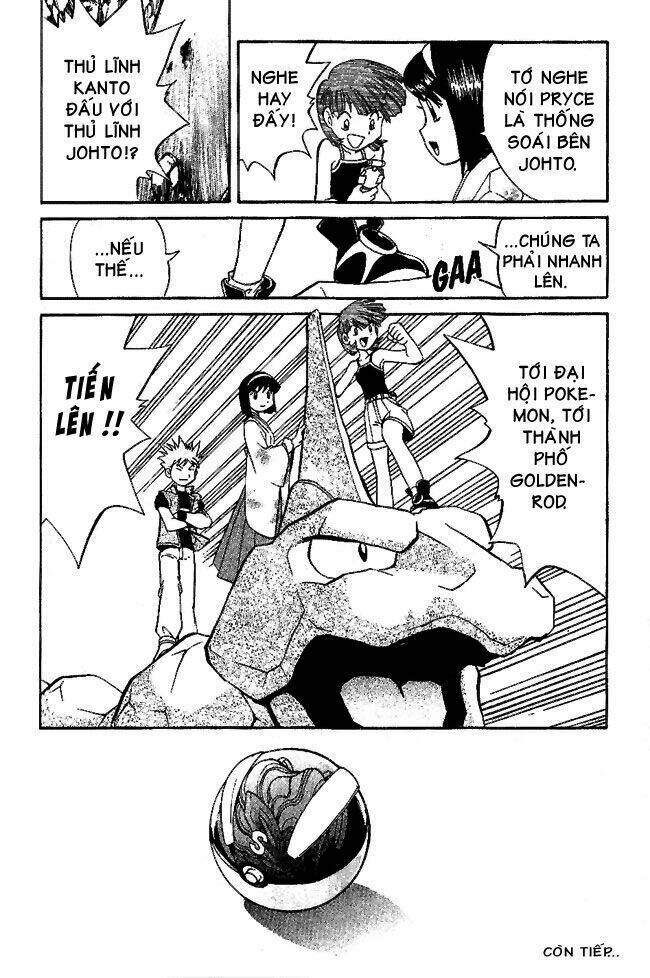 THỦ LĨNH
KANTO
ĐẤU VỚI
THỦ LĨNH
JOHTO!?
NGHE
HAY
ĐẤY!
TỚ NGHE
NÓI PRYCE
LÀ THỐNG
SOÁI BÊN
JOHTO.
...NẾU
THẾ...
GAA
...CHÚNG TA
PHẢI NHANH
LÊN.
TIẾN
LÊN !!
TỚI ĐẠI
HỘI POKE-
MON, TỚI
THÀNH
PHỐ
GOLDEN-
ROD.
S
CÒN TIẾP...